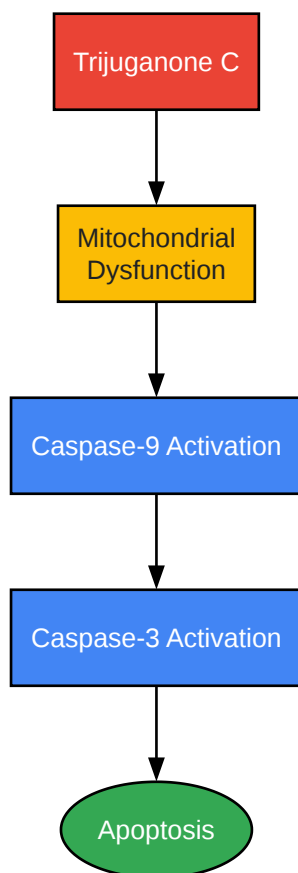 Trijuganone C
Mitochondrial
Dysfunction
Caspase-9 Activation
Caspase-3 Activation
Apoptosis